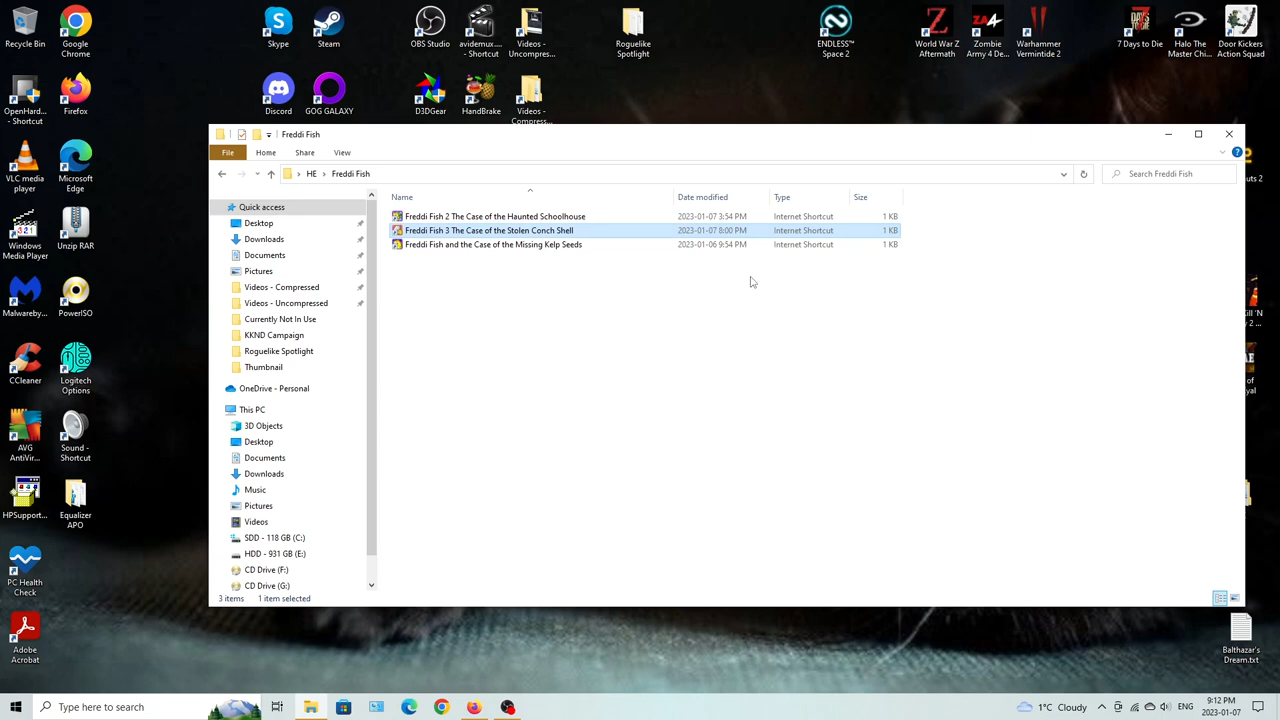 Recycle Bin
Google Chrome
Skype
Steam
OBS Studio
avidemux.... - Shortcut
Videos - Uncompres...
Roguelike Spotlight
ENDLESS™ Space 2
World War Z Aftermath
Zombie Army 4 De...
Warhammer Vermintide 2
7 Days to Die
Halo The Master Chi...
Door Kickers Action Squad
OpenHard... - Shortcut
Firefox
Discord
GOG GALAXY
D3DGear
HandBrake
Videos - Compress...
VLC media player
Microsoft Edge
Windows Media Player
Unzip RAR
Malwareby...
PowerISO
CCleaner
Logitech Options
AVG AntiVir...
Sound - Shortcut
HPSupport...
Equalizer APO
PC Health Check
Adobe Acrobat
Freddi Fish
File
Home
Share
View
HE
Freddi Fish
Search Freddi Fish
Name
Date modified
Type
Size
Freddi Fish 2 The Case of the Haunted Schoolhouse 2023-01-07 3:54 PM Internet Shortcut 1 KB
Freddi Fish 3 The Case of the Stolen Conch Shell 2023-01-07 8:00 PM Internet Shortcut 1 KB
Freddi Fish and the Case of the Missing Kelp Seeds 2023-01-06 9:54 PM Internet Shortcut 1 KB
Quick access
Desktop
Downloads
Documents
Pictures
Videos - Compressed
Videos - Uncompressed
Currently Not In Use
KKND Campaign
Roguelike Spotlight
Thumbnail
OneDrive - Personal
This PC
3D Objects
Desktop
Documents
Downloads
Music
Pictures
Videos
SDD - 118 GB (C:)
HDD - 931 GB (E:)
CD Drive (F:)
CD Drive (G:)
3 items
1 item selected
Balthazar's Dream.txt
Type here to search
1°C Cloudy
ENG
9:12 PM
2023-01-07